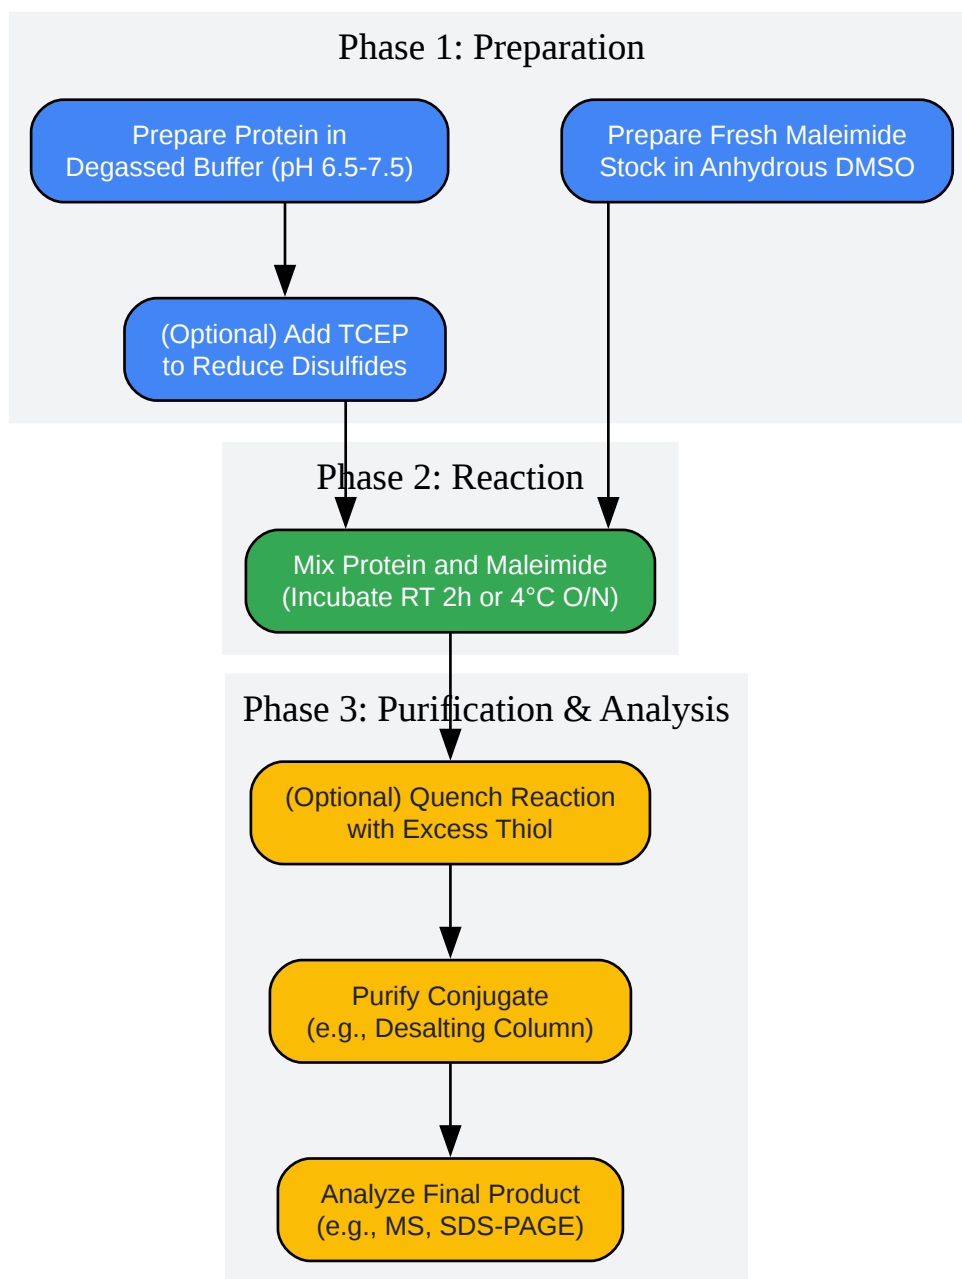 Phase 1: Preparation
Prepare Protein in
Degassed Buffer (pH 6.5-7.5)
Prepare Fresh Maleimide
Stock in Anhydrous DMSO
(Optional) Add TCEP
to Reduce Disulfides
Phase 2: Reaction
Mix Protein and Maleimide
(Incubate RT 2h or 4°C O/N)
Phase 3: Purification & Analysis
(Optional) Quench Reaction
with Excess Thiol
Purify Conjugate
(e.g., Desalting Column)
Analyze Final Product
(e.g., MS, SDS-PAGE)